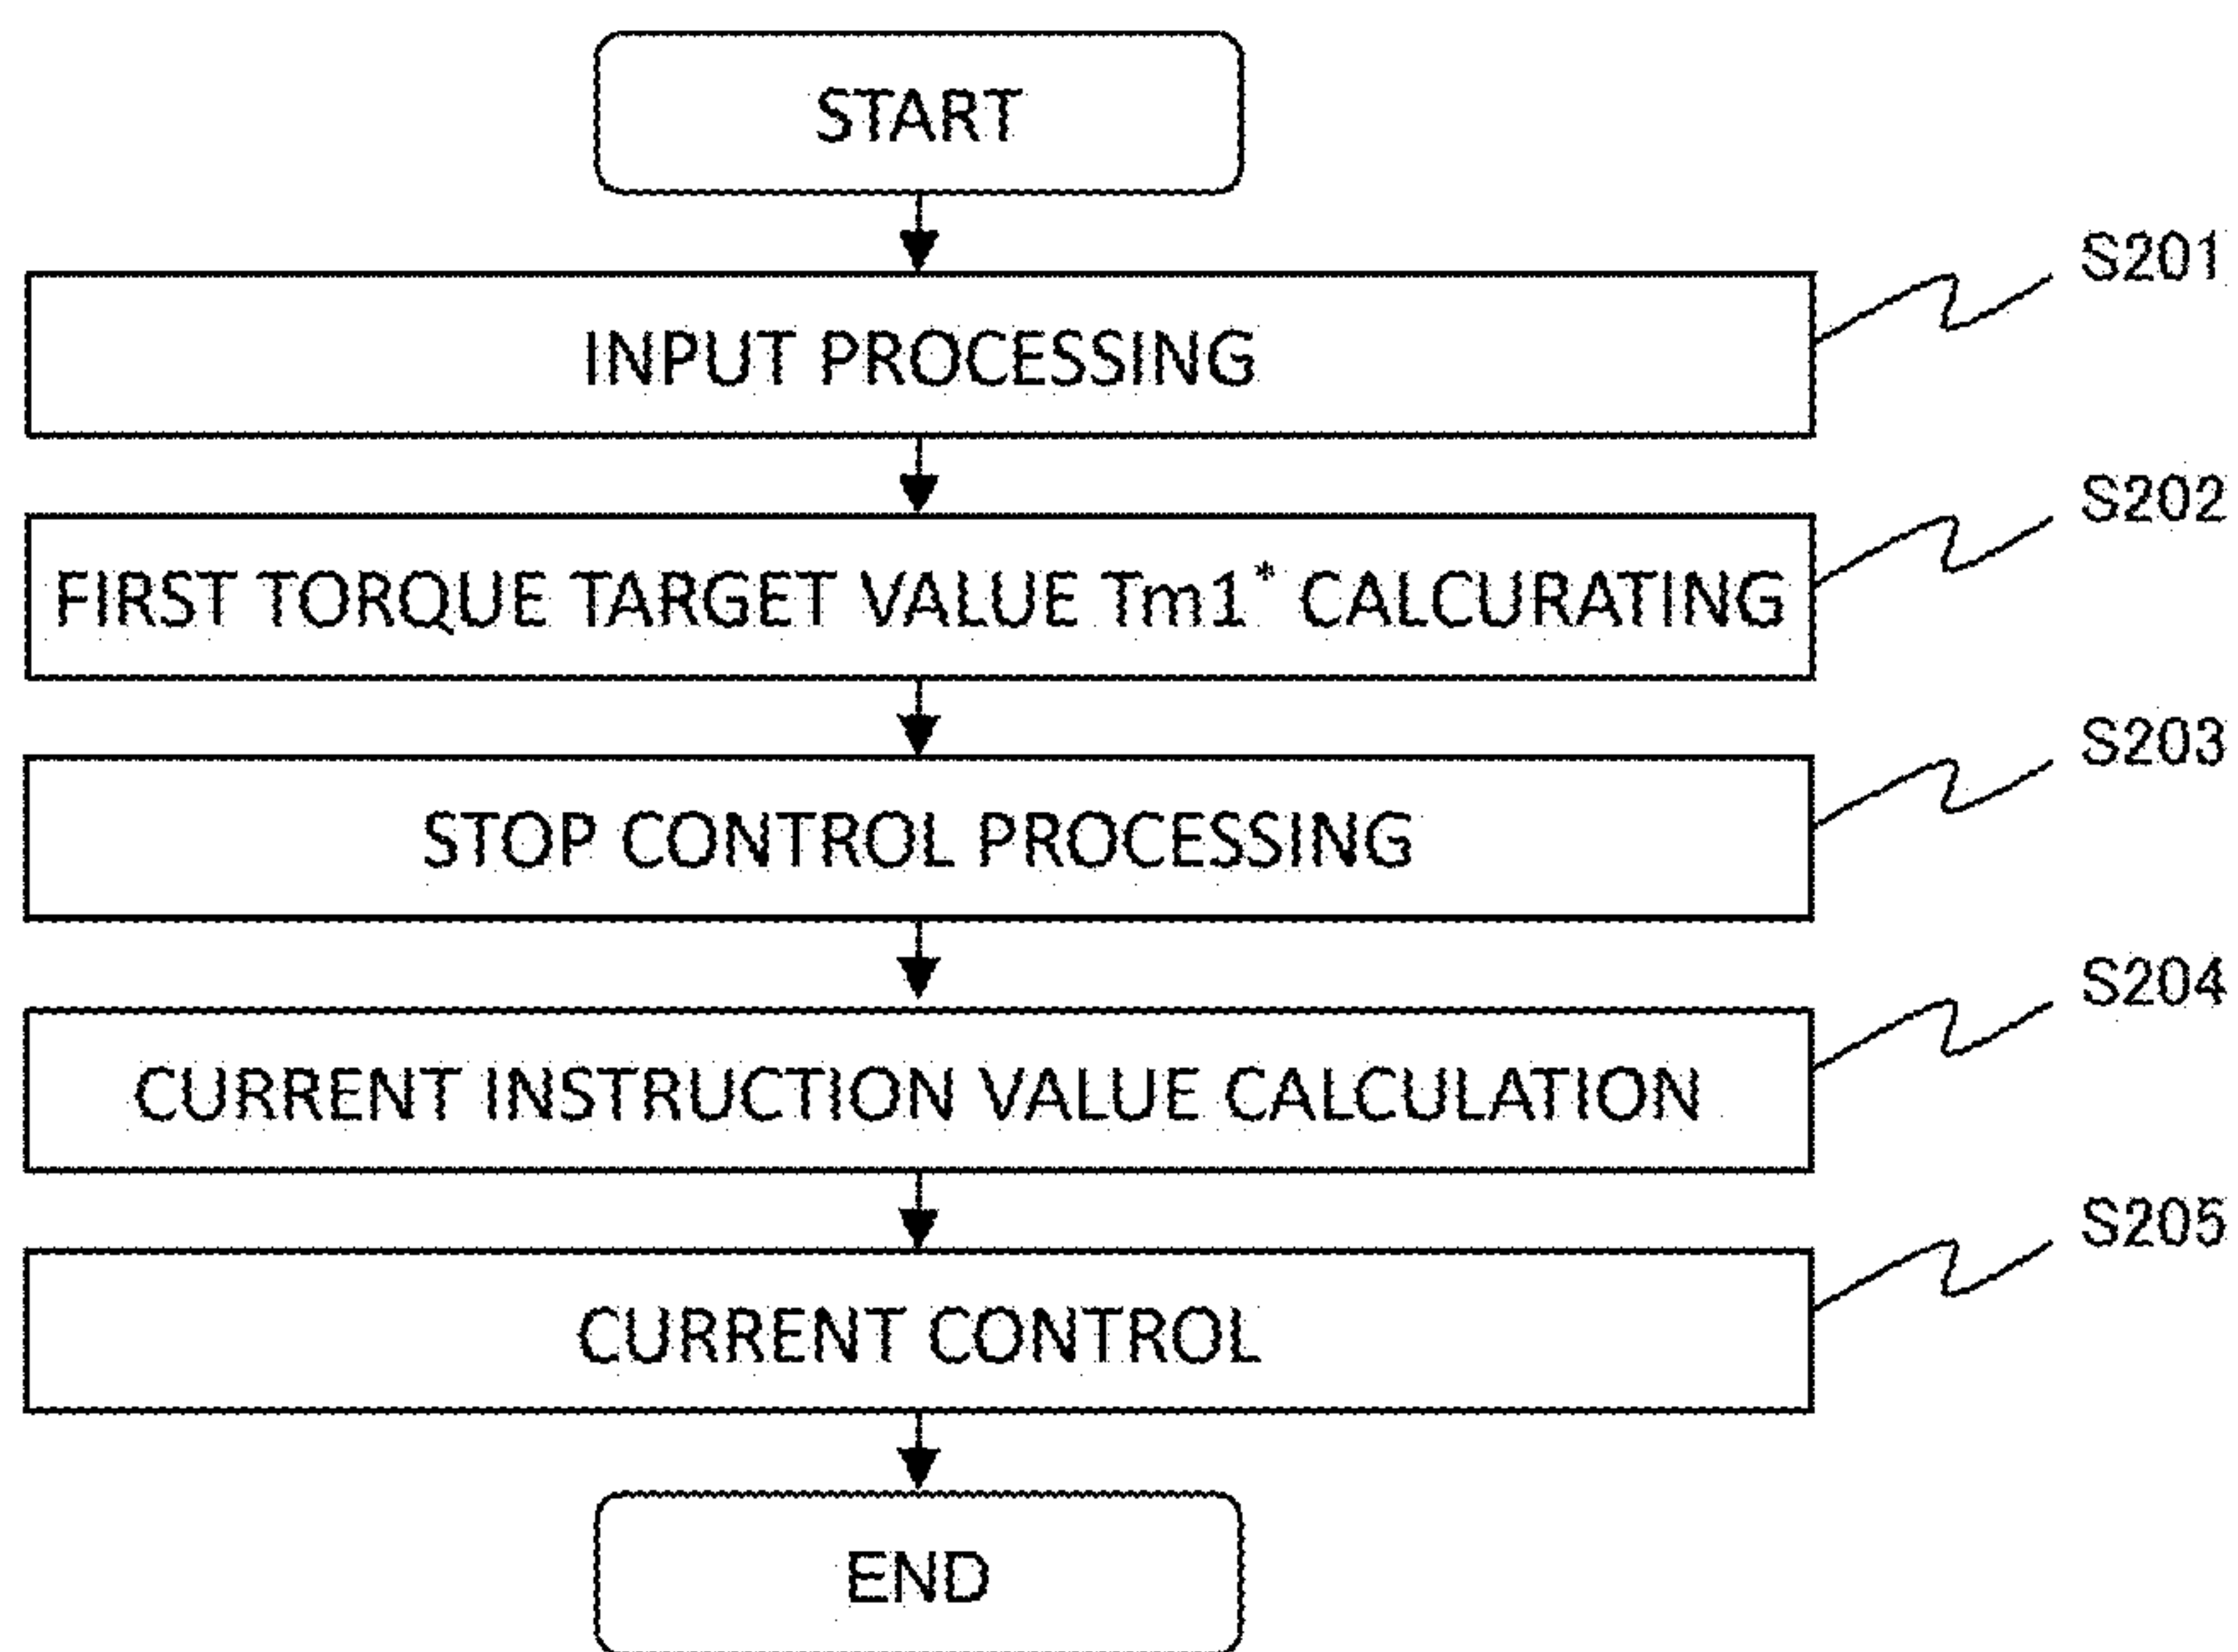 START
INPUT PROCESSING
S201
FIRST TORQUE TARGET VALUE Tm1* CALCURATING
S202
STOP CONTROL PROCESSING
S203
CURRENT INSTRUCTION VALUE CALCULATION
S204
CURRENT CONTROL
S205
END